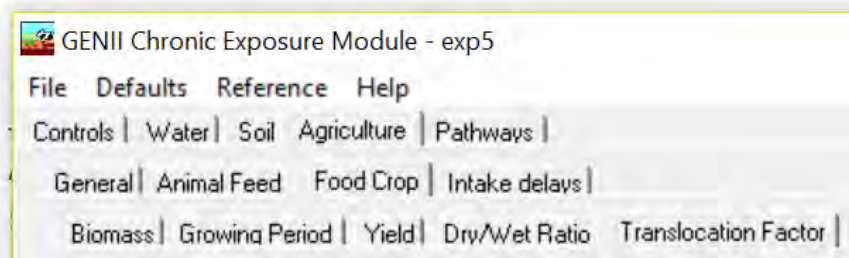 GENII Chronic Exposure Module - exp5
File Defaults Reference Help
Controls Water Soil Agriculture Pathways
General Animal Feed Food Crop Intake delays
Biomass Growing Period Yield Dry/Wet Ratio Translocation Factor